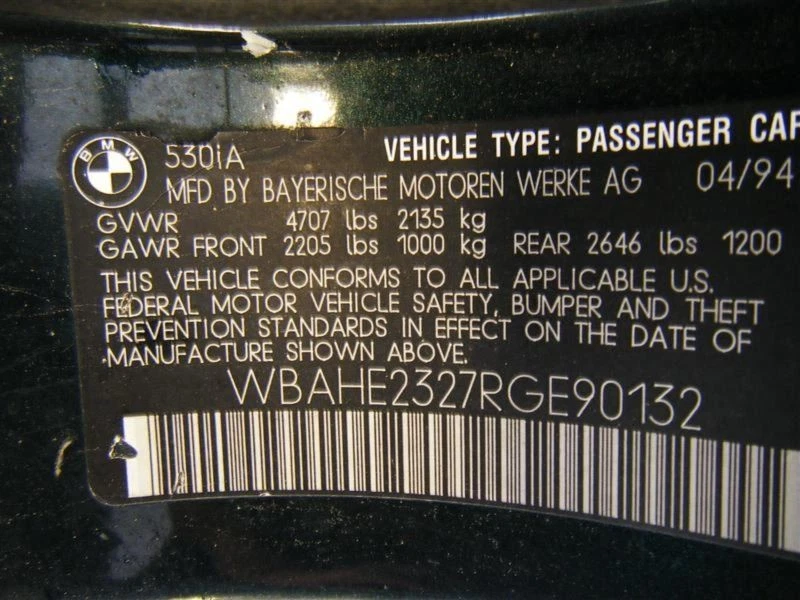 BMW
530iA
VEHICLE TYPE: PASSENGER CAR
MFD BY BAYERISCHE MOTOREN WERKE AG 04/94
GVWR 4707 lbs 2135 kg
GAWR FRONT 2205 lbs 1000 kg REAR 2646 lbs 1200
THIS VEHICLE CONFORMS TO ALL APPLICABLE U.S.
FEDERAL MOTOR VEHICLE SAFETY, BUMPER AND THEFT
PREVENTION STANDARDS IN EFFECT ON THE DATE OF
MANUFACTURE SHOWN ABOVE.
WBAHE2327RGE90132